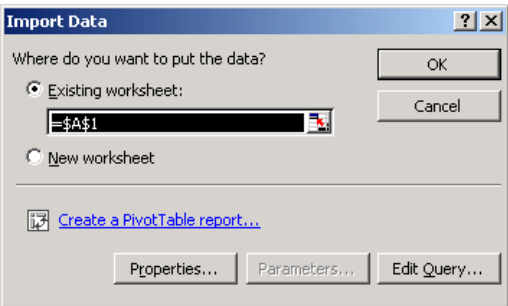 Import Data
Where do you want to put the data?
OK
Existing worksheet:
Cancel
=$A$1
New worksheet
Create a PivotTable report...
Properties...
Parameters...
Edit Query...